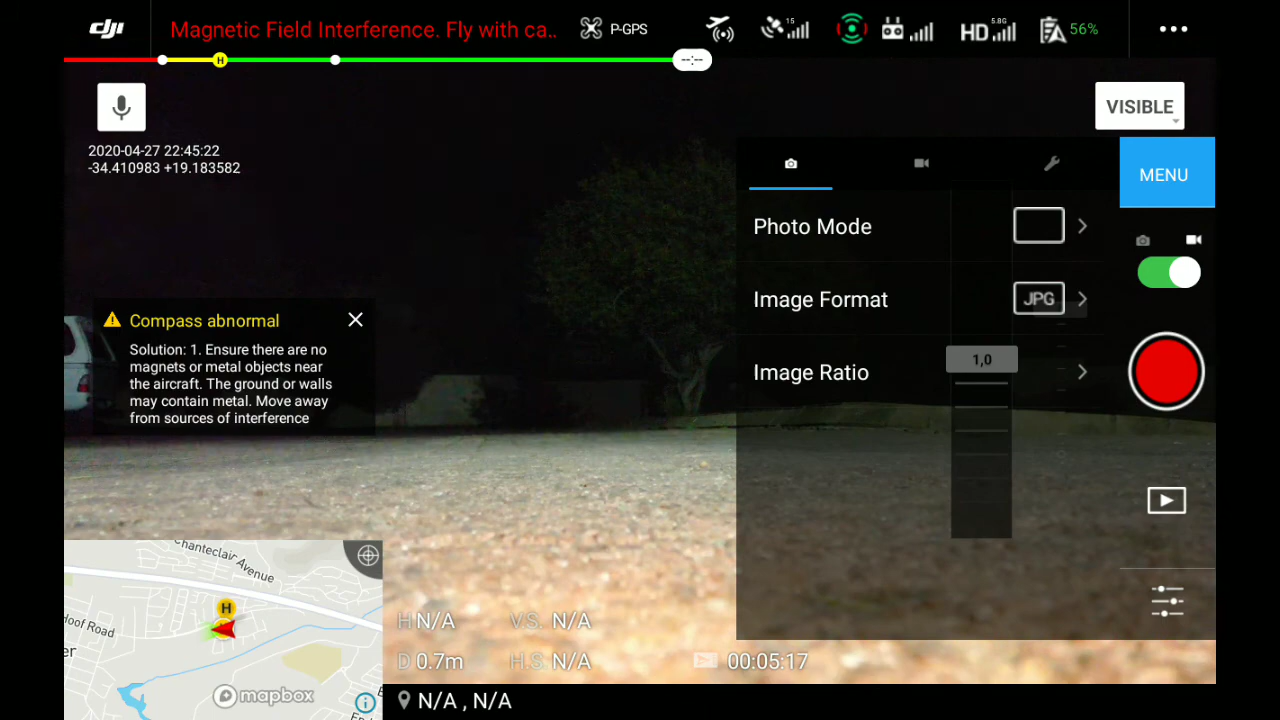 dji
Magnetic Field Interference. Fly with ca..
P-GPS
15
HD
5.8G
56%
H
--:--
VISIBLE
2020-04-27 22:45:22
-34.410983 +19.183582
MENU
Photo Mode
Image Format
JPG
Image Ratio
1,0
Compass abnormal
Solution: 1. Ensure there are no
magnets or metal objects near
the aircraft. The ground or walls
may contain metal. Move away
from sources of interference
Chanteclair Avenue
Hoof Road
er
H
mapbox
H N/A
V.S. N/A
D 0.7m
H.S. N/A
00:05:17
N/A , N/A